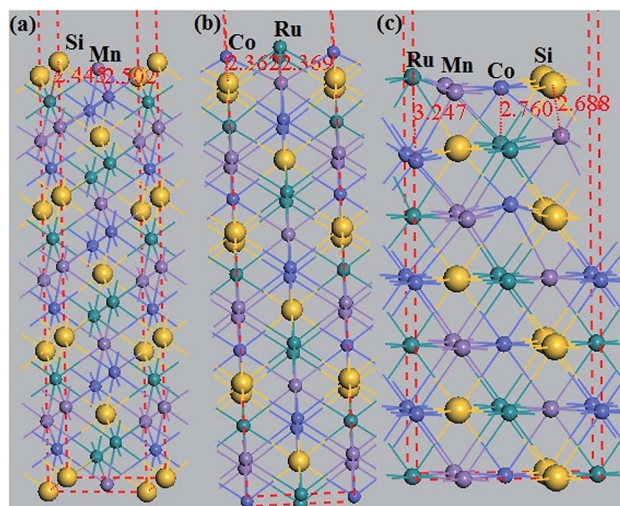 (a)
Si
Mn
2.445 2.502
(b)
Co
Ru
2.362 2.369
(c)
Ru Mn Co Si
3.247
2.760
2.688